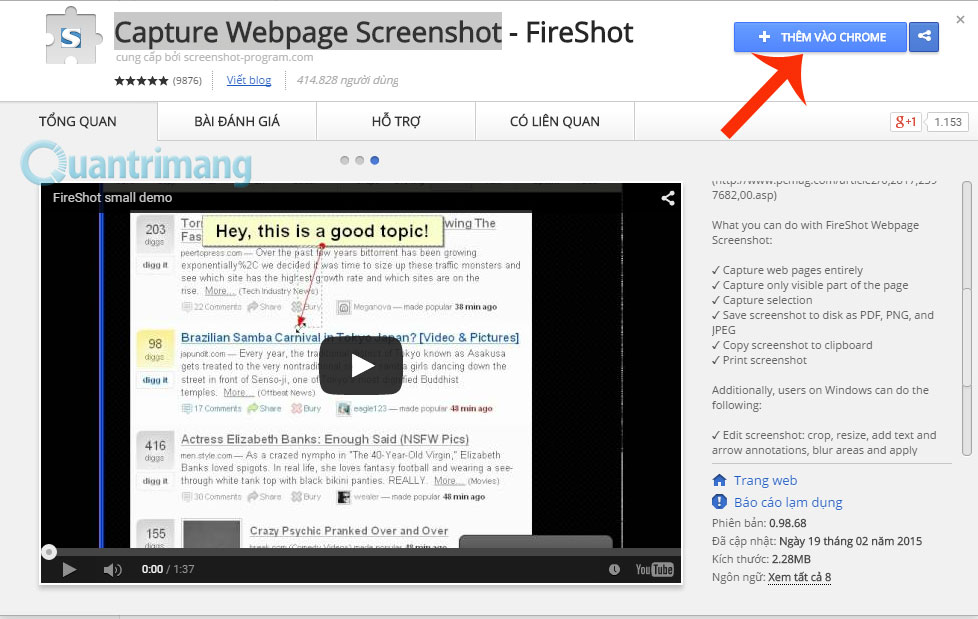 S
Capture Webpage Screenshot - FireShot
cung cấp bởi screenshot-program.com
★★★★★ (9876) Viết blog 414.828 người dùng
THÊM VÀO CHROME
TỔNG QUAN BÀI ĐÁNH GIÁ HỖ TRỢ CÓ LIÊN QUAN
g+1 1.153
Quantrimang
FireShot small demo
203
diggs
digg it
Hey, this is a good topic!
wing The
peertopress.com — Over the past few years bittorrent has been growing
exponentially%2C we decided it was time to size up these traffic monsters and
see which site has the highest growth rate and which sites are on the
rise. More... (Tech Industry News)
22 Comments Share Bury Meganova — made popular 38 min ago
98
diggs
digg it
Brazilian Samba Carnival in Tokyo Japan? [Video & Pictures]
japundit.com — Every year, the Tokyo known as Asakusa
gets treated to the very nontraditional girls dancing down the
street in front of Senso-ji, one of Tokyo's most dignified Buddhist
temples. More... (Offbeat News)
17 Comments Share Bury eagle123 — made popular 48 min ago
416
diggs
digg it
Actress Elizabeth Banks: Enough Said (NSFW Pics)
men.style.com — As a crazed nympho in "The 40-Year-Old Virgin," Elizabeth
Banks loved spigots. In real life, she loves fantasy football and wearing a see-
through white tank top with black bikini panties. REALLY. More... (Movies)
30 Comments Share Bury wealer — made popular 48 min ago
155
diggs
Crazy Psychic Pranked Over and Over
break.com (Comedy Videos) made popular 48 min ago
0:00 / 1:37
YouTube
(http://www.pcmag.com/article2/0,2817,239
7682,00.asp)
What you can do with FireShot Webpage
Screenshot:
✓ Capture web pages entirely
✓ Capture only visible part of the page
✓ Capture selection
✓ Save screenshot to disk as PDF, PNG, and
JPEG
✓ Copy screenshot to clipboard
✓ Print screenshot
Additionally, users on Windows can do the
following:
✓ Edit screenshot: crop, resize, add text and
arrow annotations, blur areas and apply
Trang web
Báo cáo lạm dụng
Phiên bản: 0.98.68
Đã cập nhật: Ngày 19 tháng 02 năm 2015
Kích thước: 2.28MB
Ngôn ngữ: Xem tất cả 8